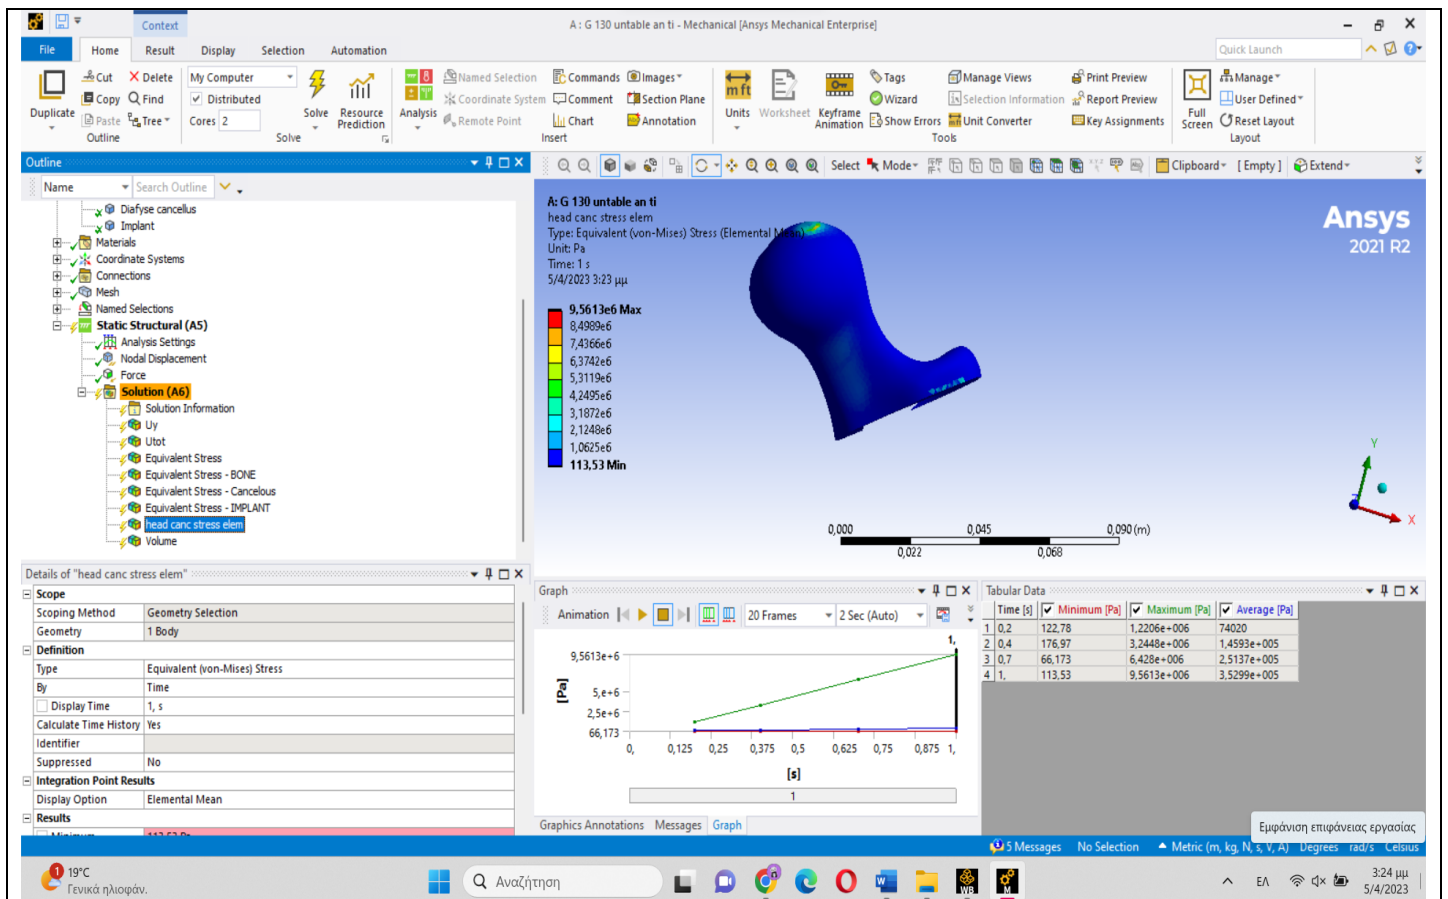 Context
A : G 130 untable an ti - Mechanical [Ansys Mechanical Enterprise]
File Home Result Display Selection Automation
Quick Launch
Duplicate
Cut
Copy
Paste
Delete
Find
Tree
Outline
My Computer
Distributed
Cores 2
Solve
Resource Prediction
Solve
Analysis
Named Selection
Coordinate System
Remote Point
Commands
Comment
Chart
Images
Section Plane
Annotation
Insert
Units
Worksheet
Keyframe Animation
Tags
Wizard
Show Errors
Manage Views
Selection Information
Unit Converter
Print Preview
Report Preview
Key Assignments
Tools
Full Screen
Manage
User Defined
Reset Layout
Layout
Outline
Name Search Outline
Diafyse cancellus
Implant
Materials
Coordinate Systems
Connections
Mesh
Named Selections
Static Structural (A5)
Analysis Settings
Nodal Displacement
Force
Solution (A6)
Solution Information
Uy
Utot
Equivalent Stress
Equivalent Stress - BONE
Equivalent Stress - Cancelous
Equivalent Stress - IMPLANT
head canc stress elem
Volume
Select Mode Clipboard [ Empty ] Extend
A: G 130 untable an ti
head canc stress elem
Type: Equivalent (von-Mises) Stress (Elemental Mean)
Unit: Pa
Time: 1 s
5/4/2023 3:23 μμ
9,5613e6 Max
8,4989e6
7,4366e6
6,3742e6
5,3119e6
4,2495e6
3,1872e6
2,1248e6
1,0625e6
113,53 Min
Ansys
2021 R2
0,000 0,045 0,090 (m)
0,022 0,068
Y
X
Details of "head canc stress elem"
Scope
Scoping Method Geometry Selection
Geometry 1 Body
Definition
Type Equivalent (von-Mises) Stress
By Time
Display Time 1, s
Calculate Time History Yes
Identifier
Suppressed No
Integration Point Results
Display Option Elemental Mean
Results
Minimum 113,53 Pa
Graph
Animation 20 Frames 2 Sec (Auto)
1,
9,5613e+6
5,e+6
2,5e+6
66,173
[Pa]
0, 0,125 0,25 0,375 0,5 0,625 0,75 0,875 1,
[s]
1
Graphics Annotations Messages Graph
Tabular Data
Time [s] Minimum [Pa] Maximum [Pa] Average [Pa]
1 0,2 122,78 1,2206e+006 74020
2 0,4 176,97 3,2448e+006 1,4593e+005
3 0,7 66,173 6,428e+006 2,5137e+005
4 1, 113,53 9,5613e+006 3,5299e+005
Εμφάνιση επιφάνειας εργασίας
5 Messages No Selection Metric (m, kg, N, s, V, A) Degrees rad/s Celsius
1
19°C
Γενικά ηλιοφάν.
Αναζήτηση
WB
M
ΕΛ
3:24 μμ
5/4/2023